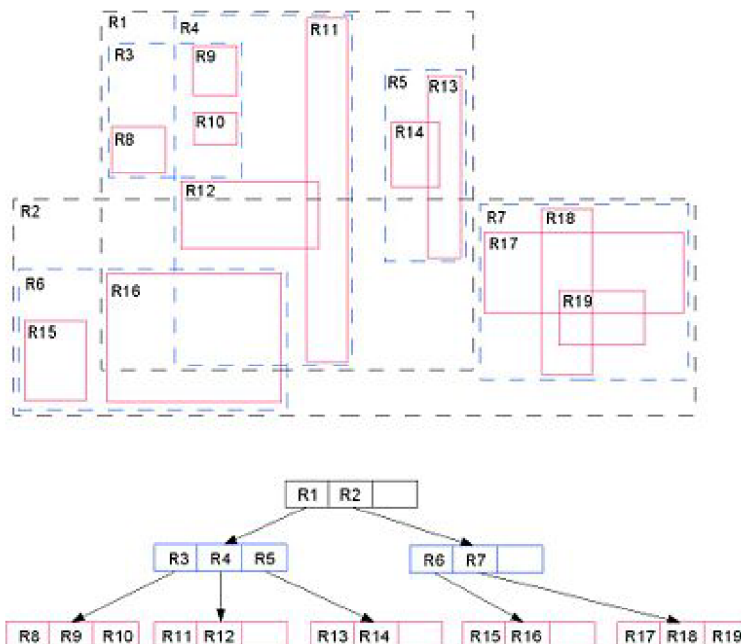 R1 R4 R11
R3 R9 R5 R13
R8 R10 R14
R12
R2 R7 R18
R17
R6 R16 R19
R15
R1 R2
R3 R4 R5 R6 R7
R8 R9 R10 R11 R12 R13 R14 R15 R16 R17 R18 R19